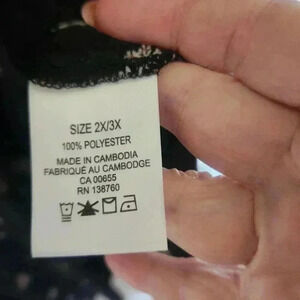 SIZE 2X/3X
100% POLYESTER
MADE IN CAMBODIA
FABRIQUÉ AU CAMBODGE
CA 00655
RN 138760